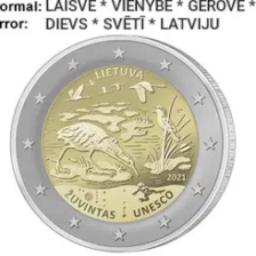 ormal: LAISVĖ * VIENYBĖ * GEROVĖ *
rror: DIEVS * SVĒTĪ * LATVIJU
LIETUVA
2021
ŽUVINTAS UNESCO